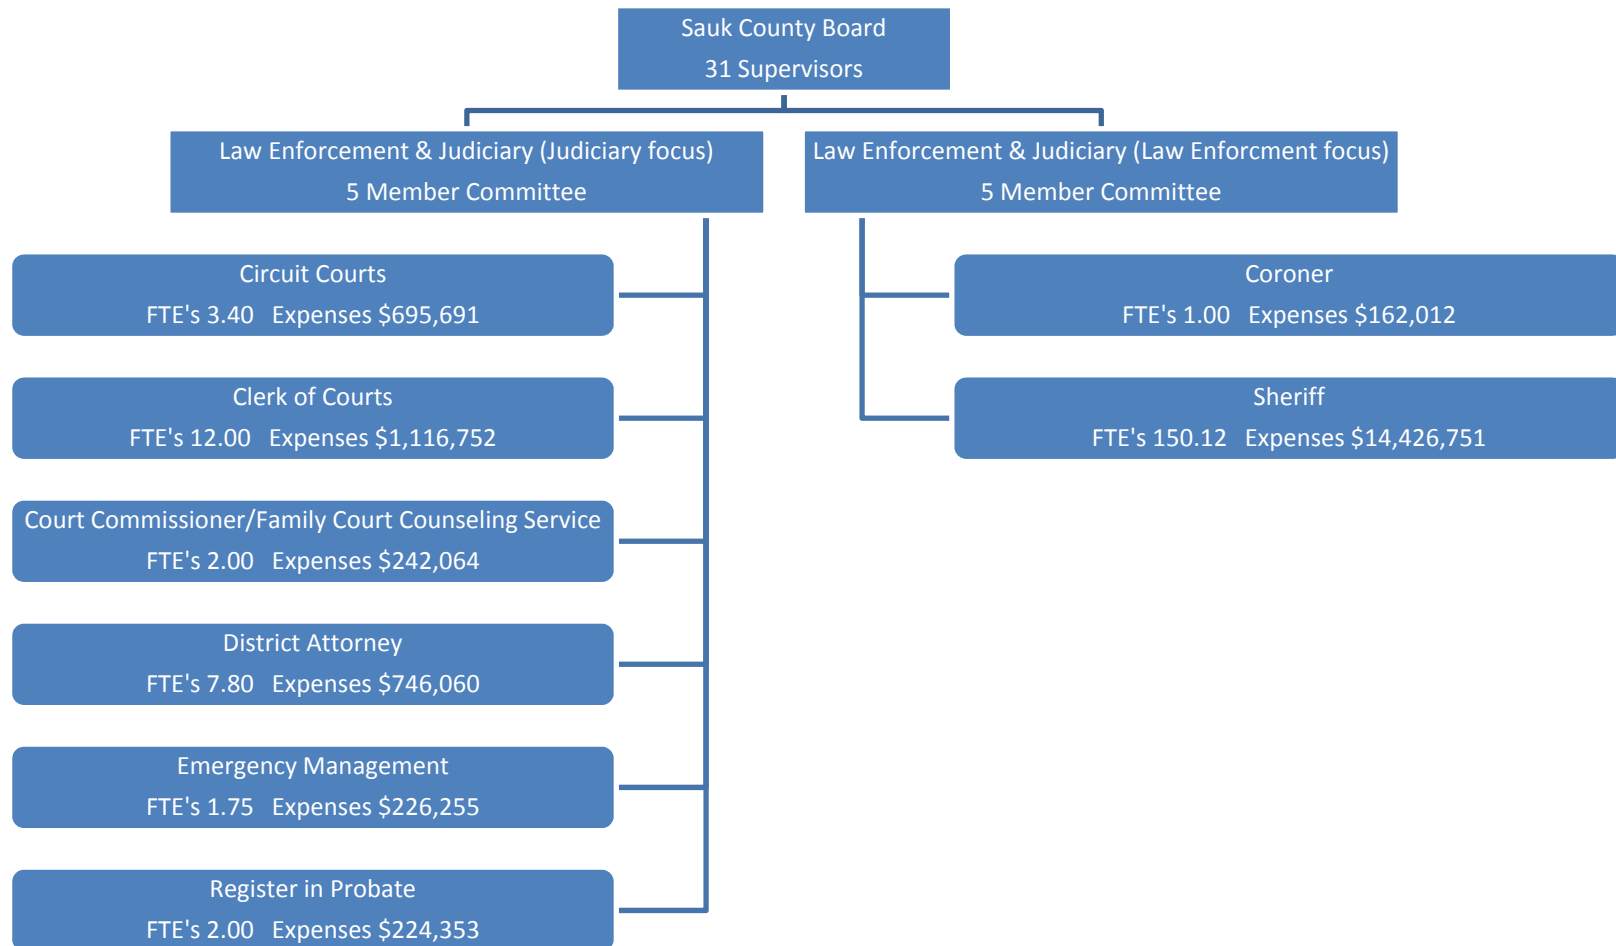 Sauk County Board
31 Supervisors
Law Enforcement & Judiciary (Judiciary focus)
5 Member Committee
Law Enforcement & Judiciary (Law Enforcment focus)
5 Member Committee
Circuit Courts
FTE's 3.40   Expenses $695,691
Clerk of Courts
FTE's 12.00   Expenses $1,116,752
Court Commissioner/Family Court Counseling Service
FTE's 2.00   Expenses $242,064
District Attorney
FTE's 7.80   Expenses $746,060
Emergency Management
FTE's 1.75   Expenses $226,255
Register in Probate
FTE's 2.00   Expenses $224,353
Coroner
FTE's 1.00   Expenses $162,012
Sheriff
FTE's 150.12   Expenses $14,426,751